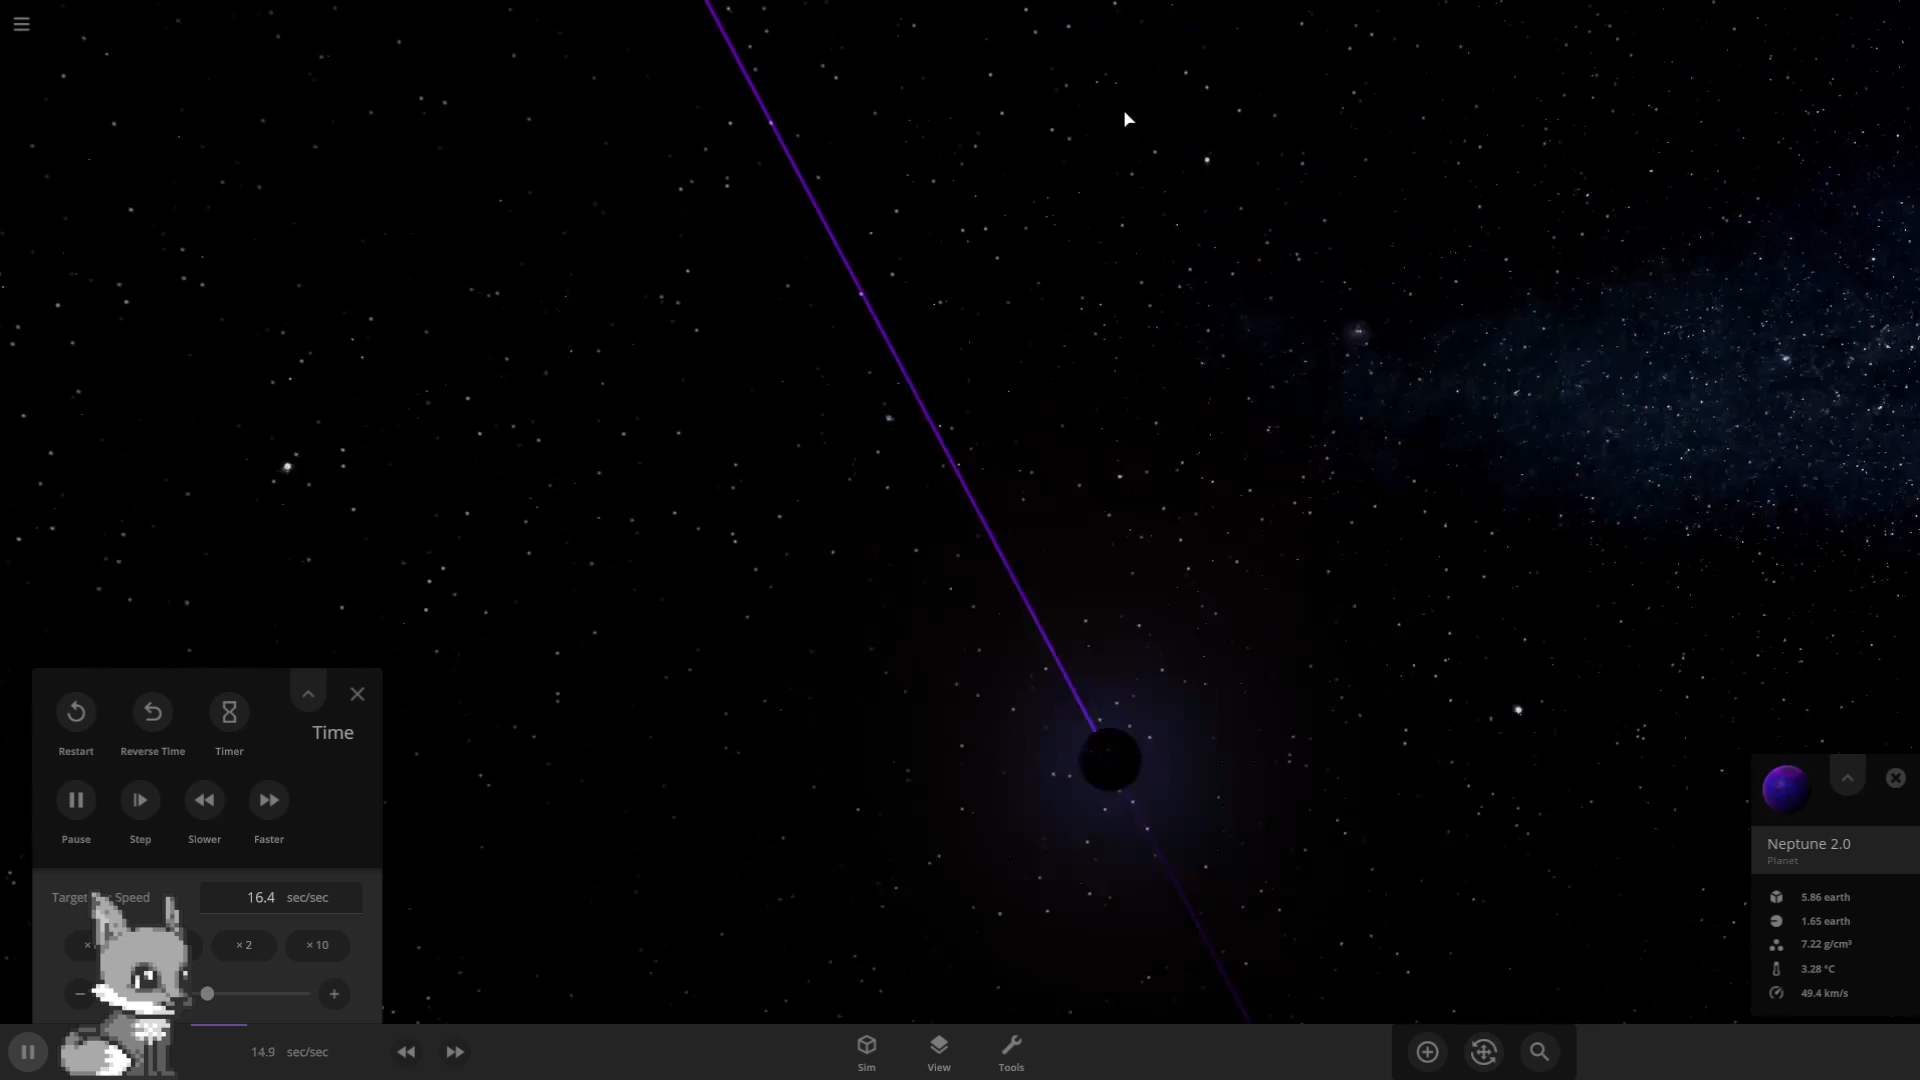 Time
Restart
Reverse Time
Timer
Pause
Step
Slower
Faster
Target
Speed
16.4 sec/sec
×2
×10
14.9 sec/sec
Sim
View
Tools
Neptune 2.0
Planet
5.86 earth
1.65 earth
7.22 g/cm³
3.28 °C
49.4 km/s